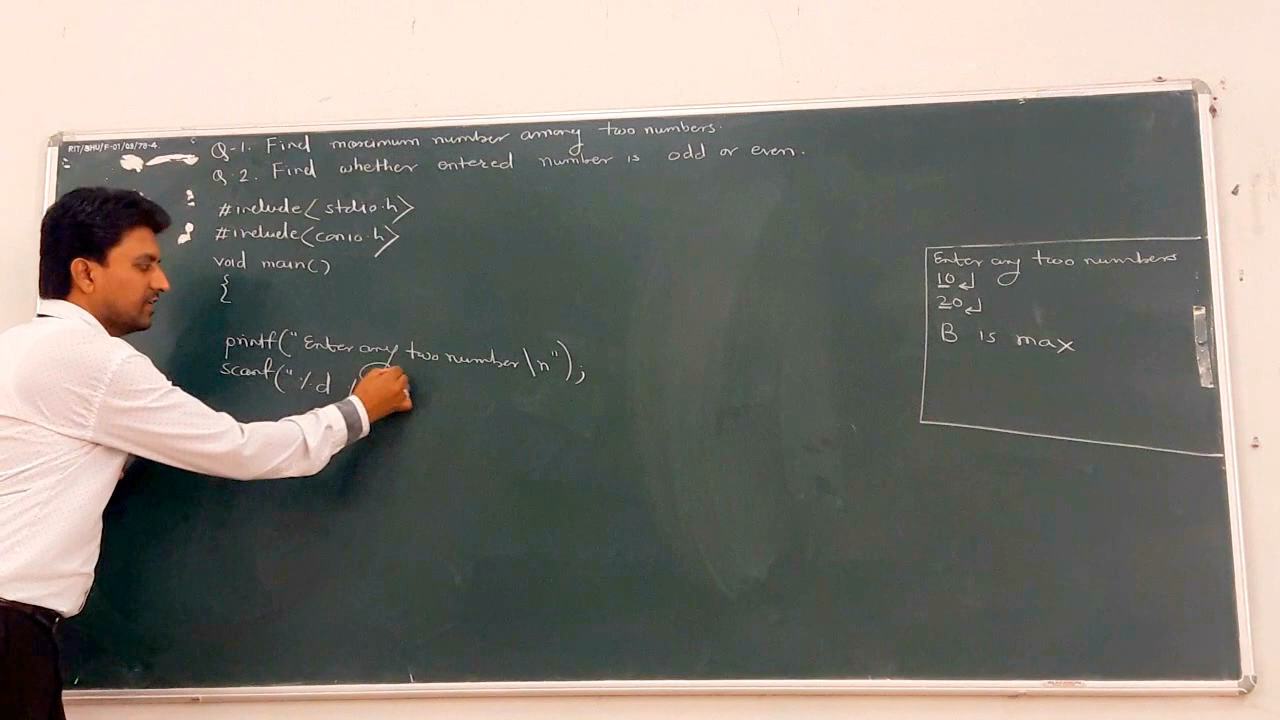 RIT/BHU/F-01/03/78-4.
Q-1. Find maximum number among two numbers.
Q.2. Find whether entered number is odd or even.
#include<stdio.h>
#include<conio.h>
void main()
{
printf("Enter any two number\n");
scanf("%d
Enter any two numbers
10↲
20↲
B is max